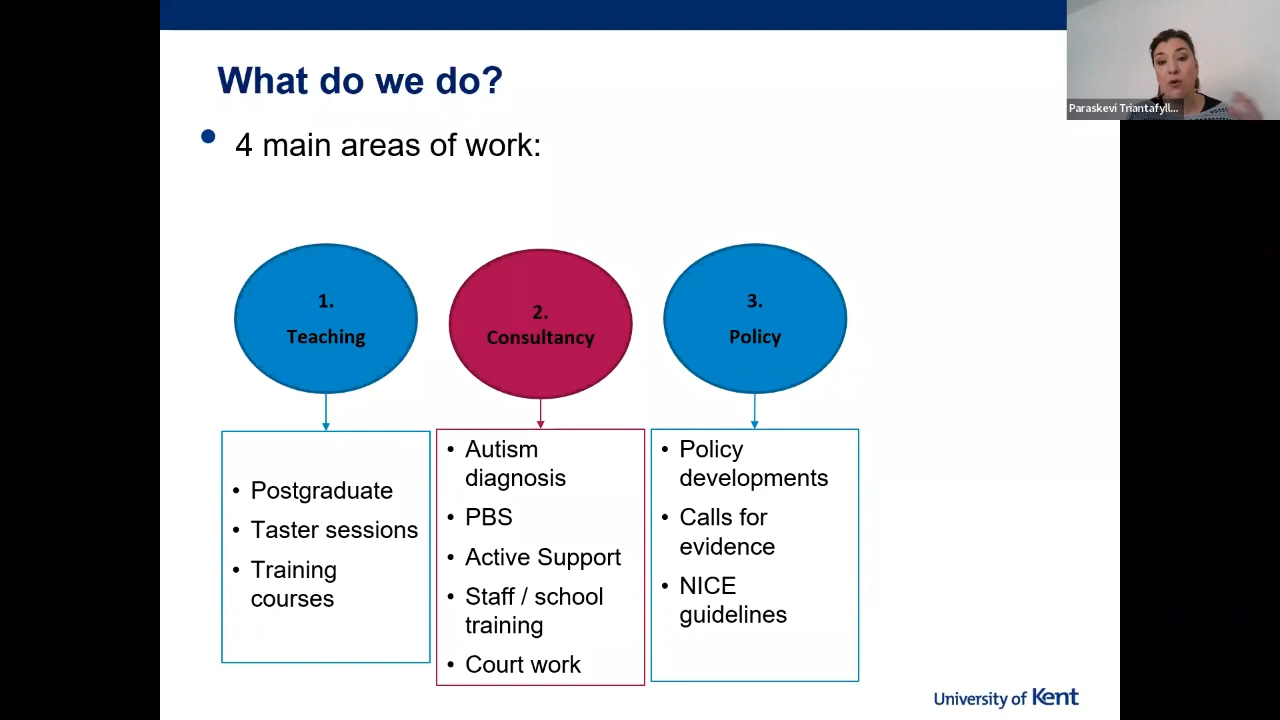 What do we do?
• 4 main areas of work:
Paraskevi Triantafyll...
1.
Teaching
2.
Consultancy
3.
Policy
• Postgraduate
• Taster sessions
• Training
courses
• Autism
diagnosis
• PBS
• Active Support
• Staff / school
training
• Court work
• Policy
developments
• Calls for
evidence
• NICE
guidelines
University of Kent